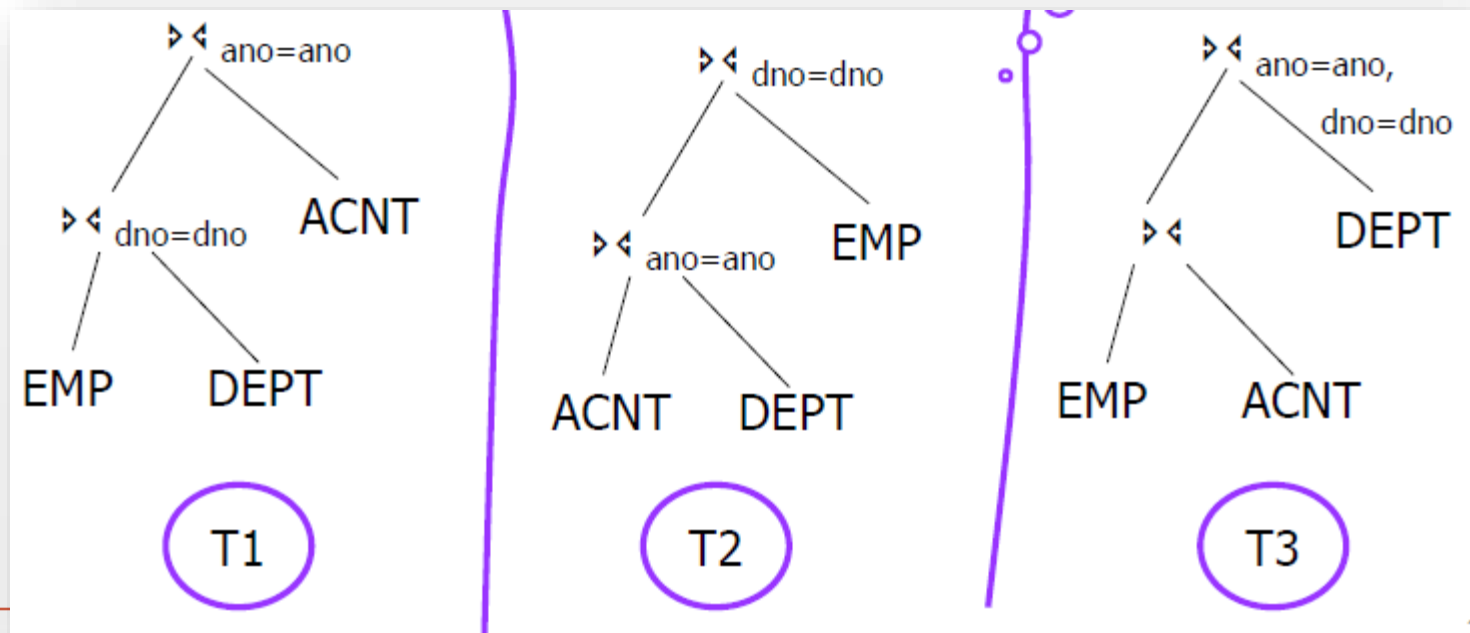 ano=ano
dno=dno
ACNT
EMP DEPT
T1
dno=dno
ano=ano
EMP
ACNT DEPT
T2
ano=ano,
dno=dno
DEPT
EMP ACNT
T3